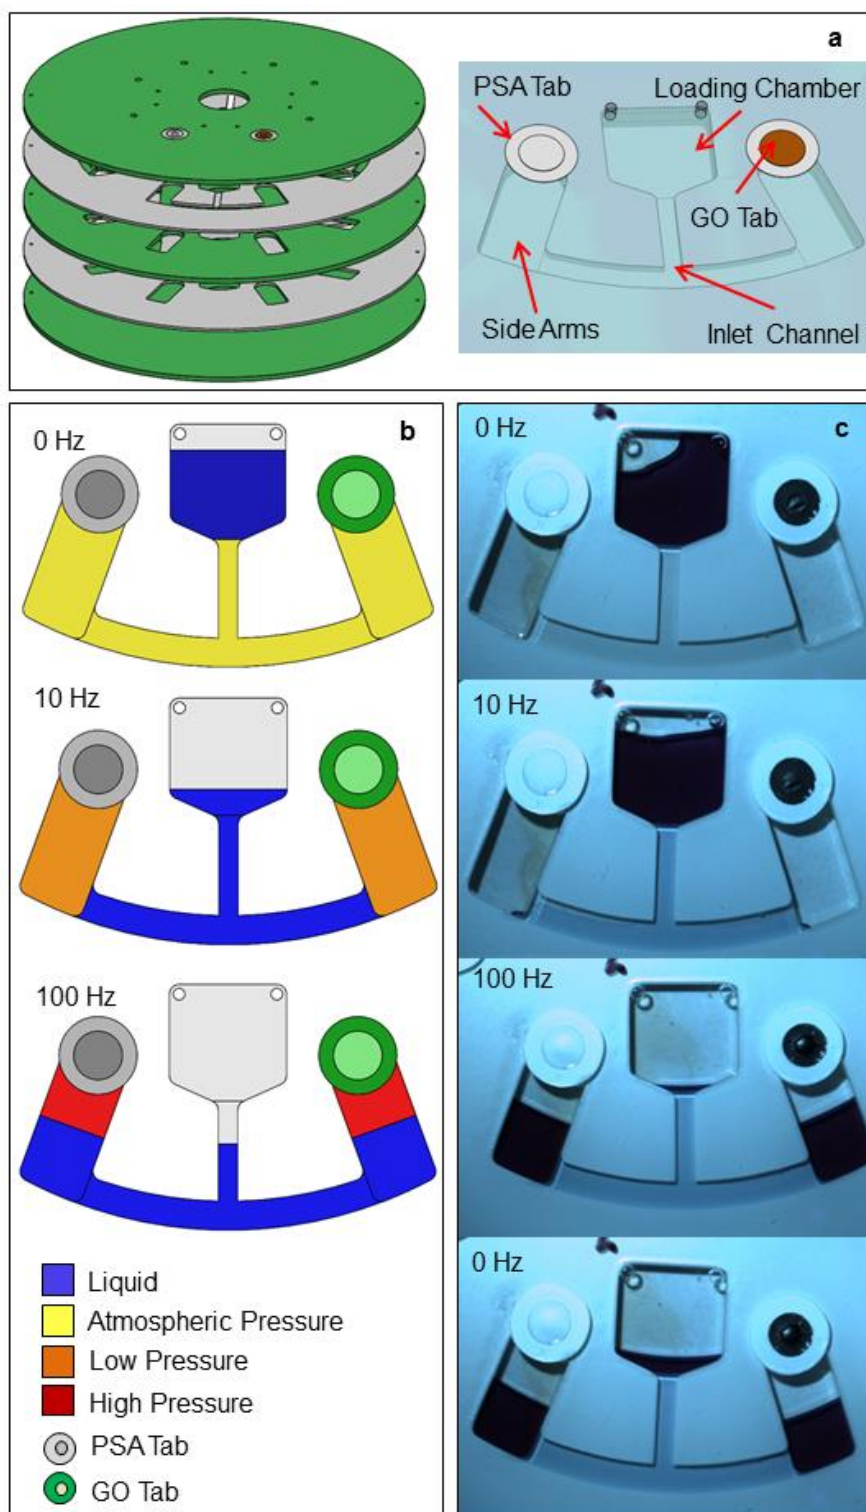 a
PSA Tab
Loading Chamber
GO Tab
Side Arms
Inlet Channel
b
0 Hz
10 Hz
100 Hz
Liquid
Atmospheric Pressure
Low Pressure
High Pressure
PSA Tab
GO Tab
c
0 Hz
10 Hz
100 Hz
0 Hz